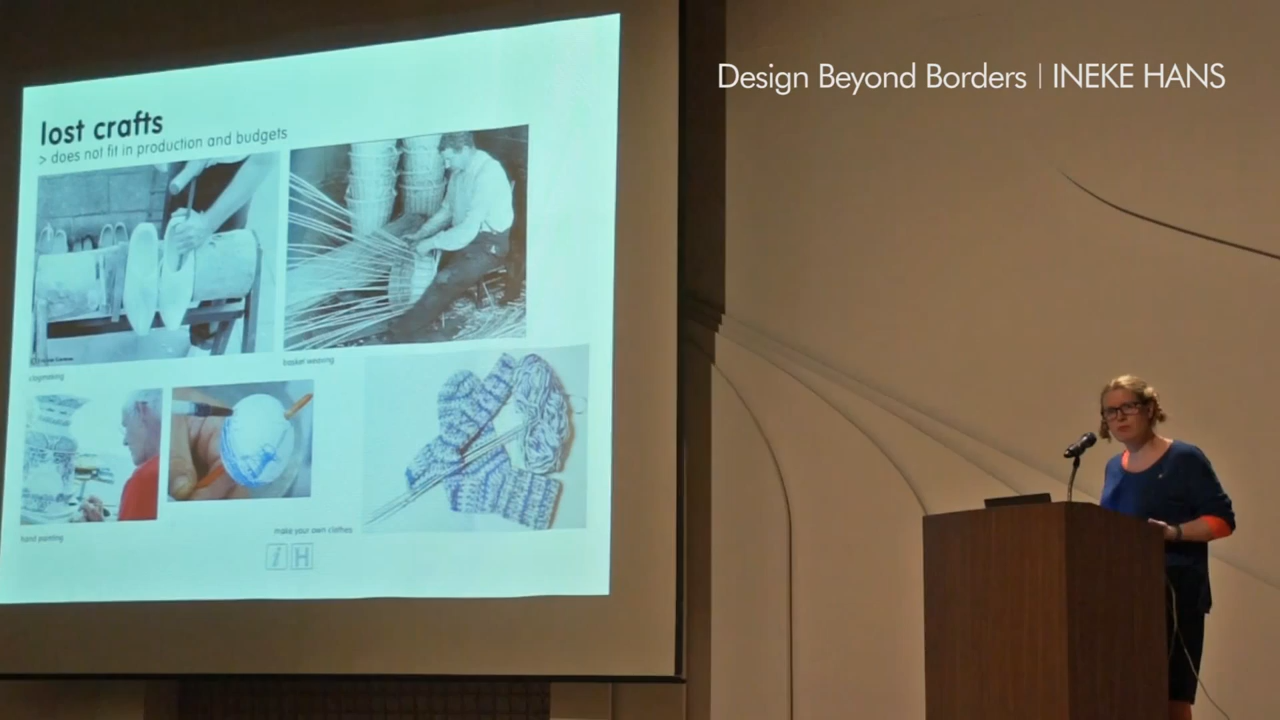 Design Beyond Borders | INEKE HANS
lost crafts
> does not fit in production and budgets
basket weaving
clogmaking
make your own clothes
hand painting
i H